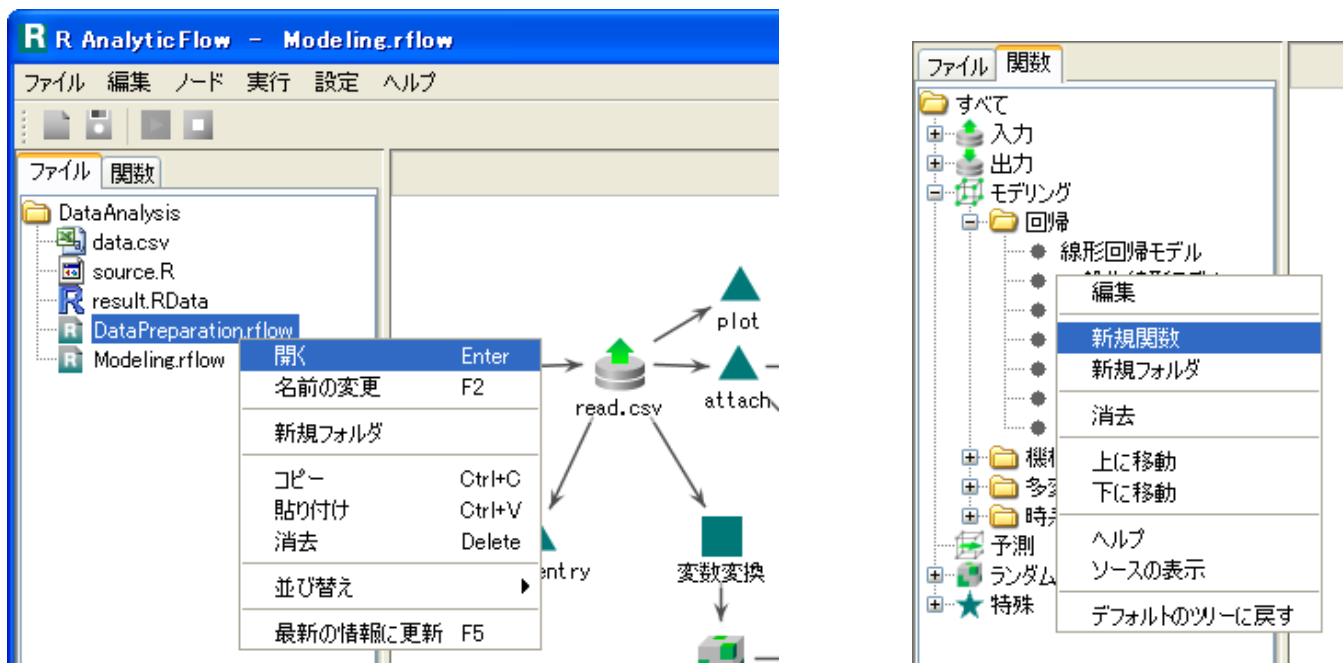 R AnalyticFlow - Modeling.rflow
ファイル 編集 ノード 実行 設定 ヘルプ
ファイル 関数
DataAnalysis
data.csv
source.R
result.RData
DataPreparation.rflow
Modeling.rflow
開く Enter
名前の変更 F2
新規フォルダ
コピー Ctrl+C
貼り付け Ctrl+V
消去 Delete
並び替え
最新の情報に更新 F5
plot
read.csv
attach
entry
変数変換
ファイル 関数
すべて
入力
出力
モデリング
回帰
線形回帰モデル
編集
新規関数
新規フォルダ
消去
上に移動
下に移動
ヘルプ
ソースの表示
デフォルトのツリーに戻す
機
多
時
予測
ランダム
特殊